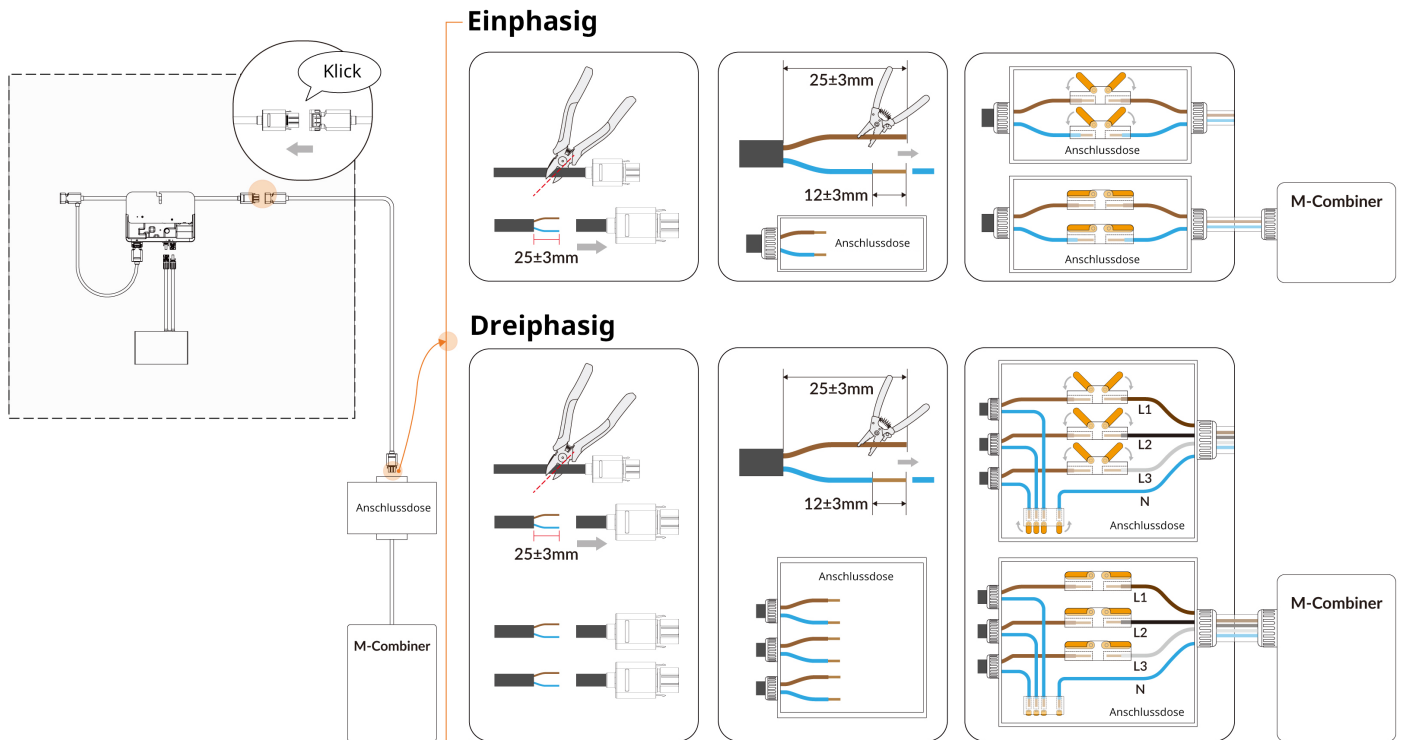 Klick
Anschlussdose
M-Combiner
Einphasig
25±3mm
25±3mm
12±3mm
Anschlussdose
Anschlussdose
Anschlussdose
M-Combiner
Dreiphasig
25±3mm
25±3mm
12±3mm
Anschlussdose
L1
L2
L3
N
Anschlussdose
L1
L2
L3
N
Anschlussdose
M-Combiner